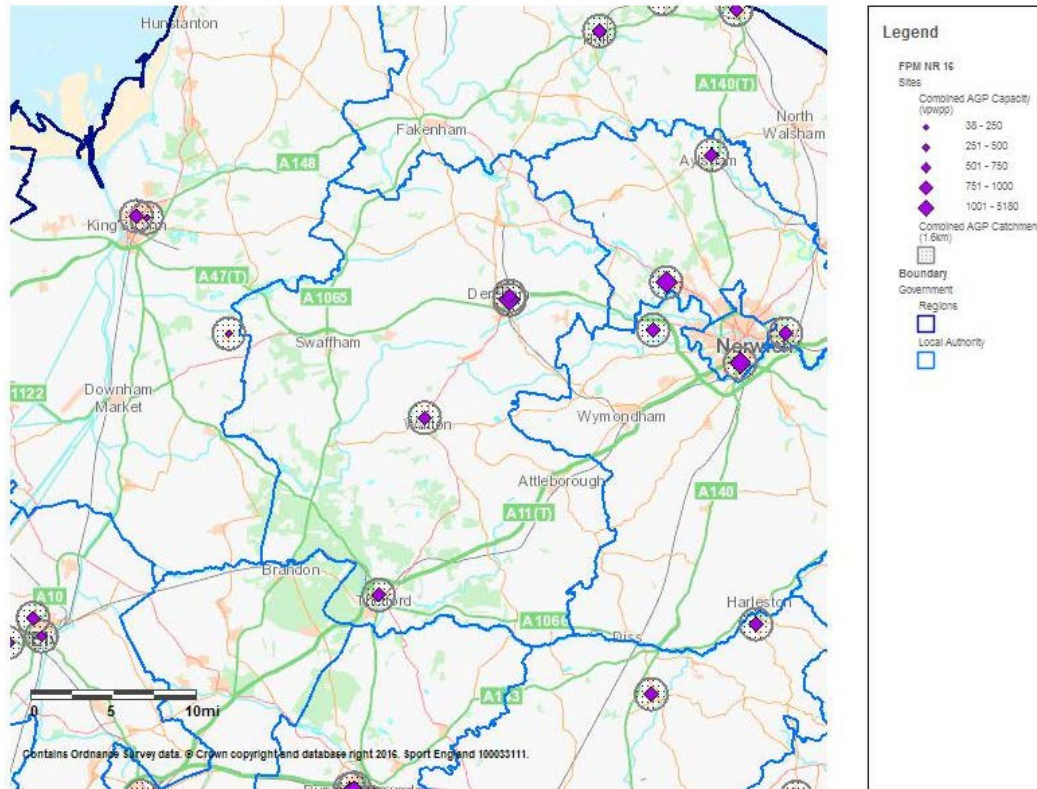 Hunstanton
A140(T)
North
Walsham
Fakenham
A148
Aylsham
King's Lynn
A47(T)
A1065
Dereham
Swaffham
Norwich
Downham
Market
1122
Watton
Wymondham
Attleborough
A140
A11(T)
Brandon
A10
Thetford
A1066
Harleston
Diss
0 5 10mi
Contains Ordnance Survey data. © Crown copyright and database right 2016. Sport England 100033111.
Legend
FPM NR 16
Sites
Combined AGP Capacity
(vpwpp)
38 - 250
251 - 500
501 - 750
751 - 1000
1001 - 5180
Combined AGP Catchment
(1.6km)
Boundary
Government
Regions
Local Authority